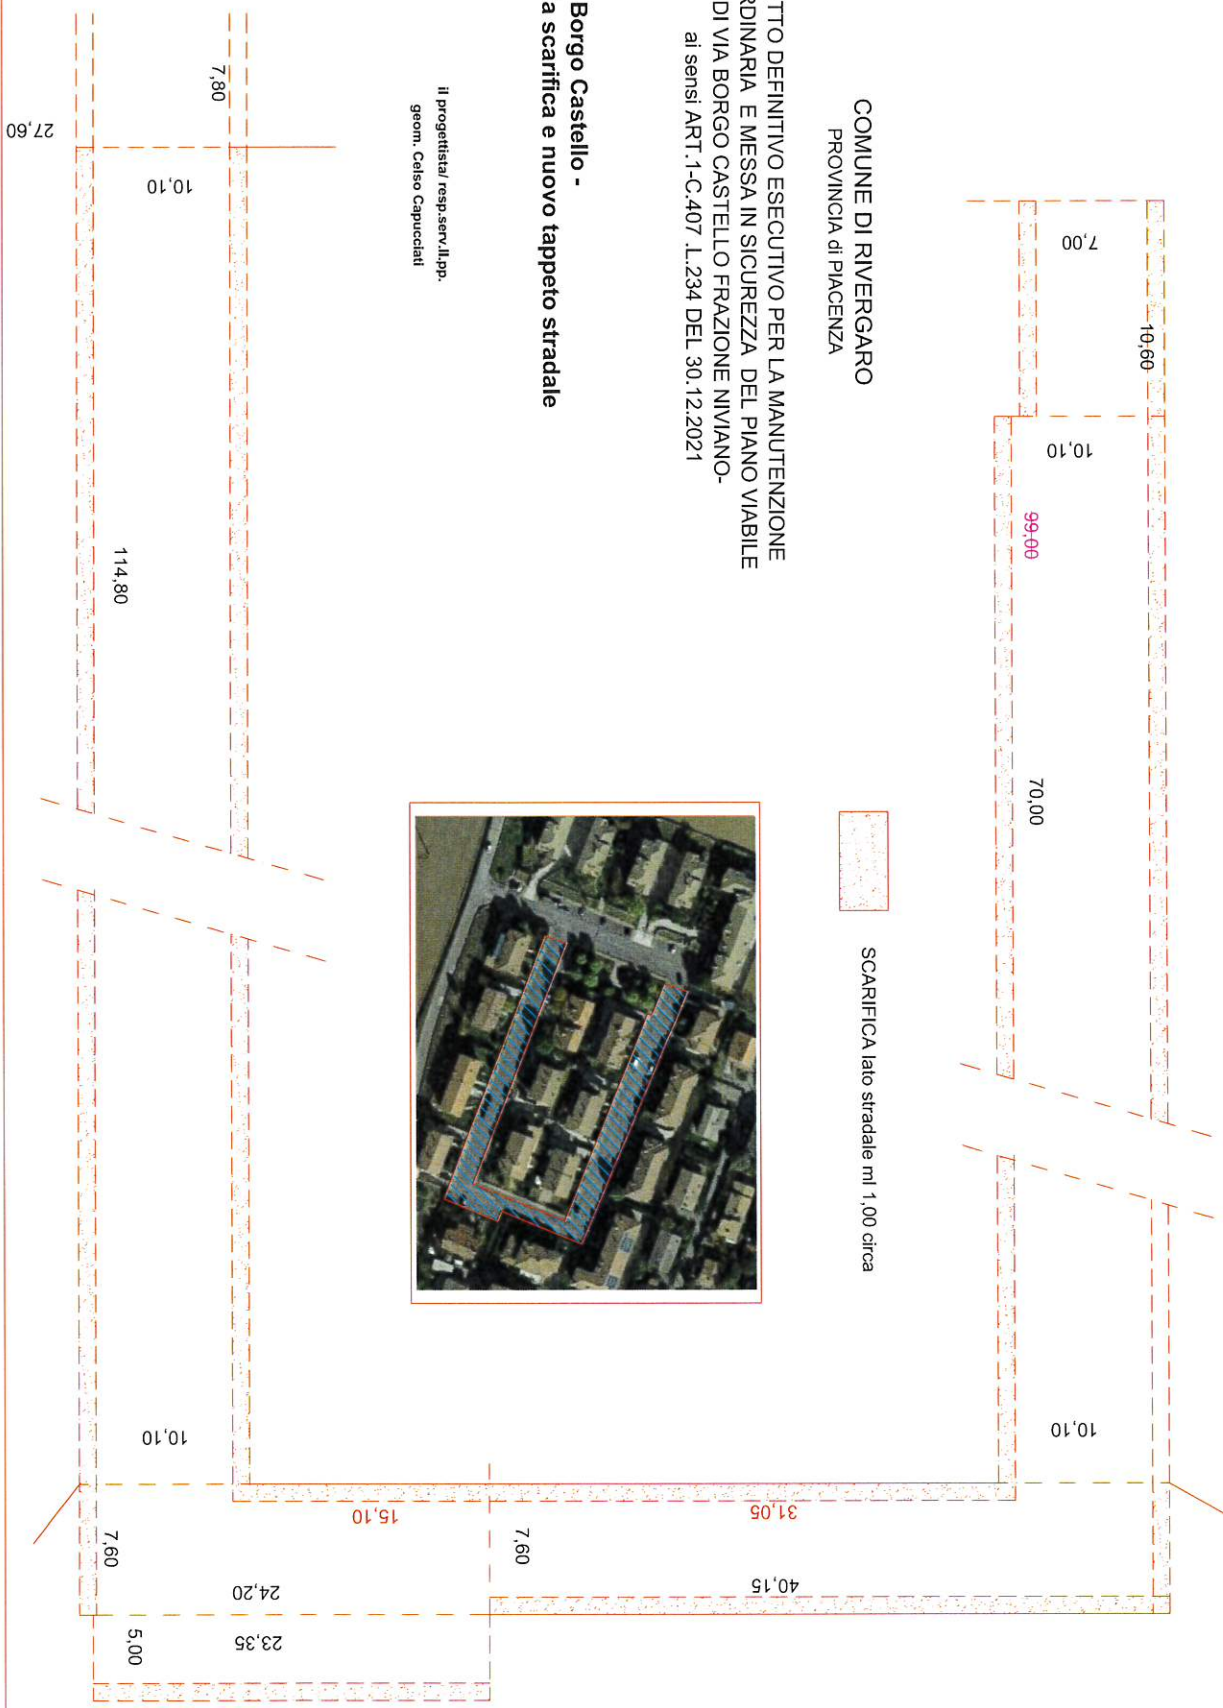 COMUNE DI RIVERGARO
PROVINCIA di PIACENZA
TTO DEFINITIVO ESECUTIVO PER LA MANUTENZIONE
RDINARIA E MESSA IN SICUREZZA DEL PIANO VIABILE
DI VIA BORGO CASTELLO FRAZIONE NIVIANO-
ai sensi ART.1-C.407 .L.234 DEL 30.12.2021
Borgo Castello -
a scarifica e nuovo tappeto stradale
il progettista/ resp.serv.ll.pp.
geom. Celso Capucciati
SCARIFICA lato stradale ml 1,00 circa
7,00
10,60
10,10
99,00
70,00
10,10
31,05
40,15
7,60
15,10
24,20
23,35
5,00
7,60
10,10
114,80
10,10
7,80
27,60